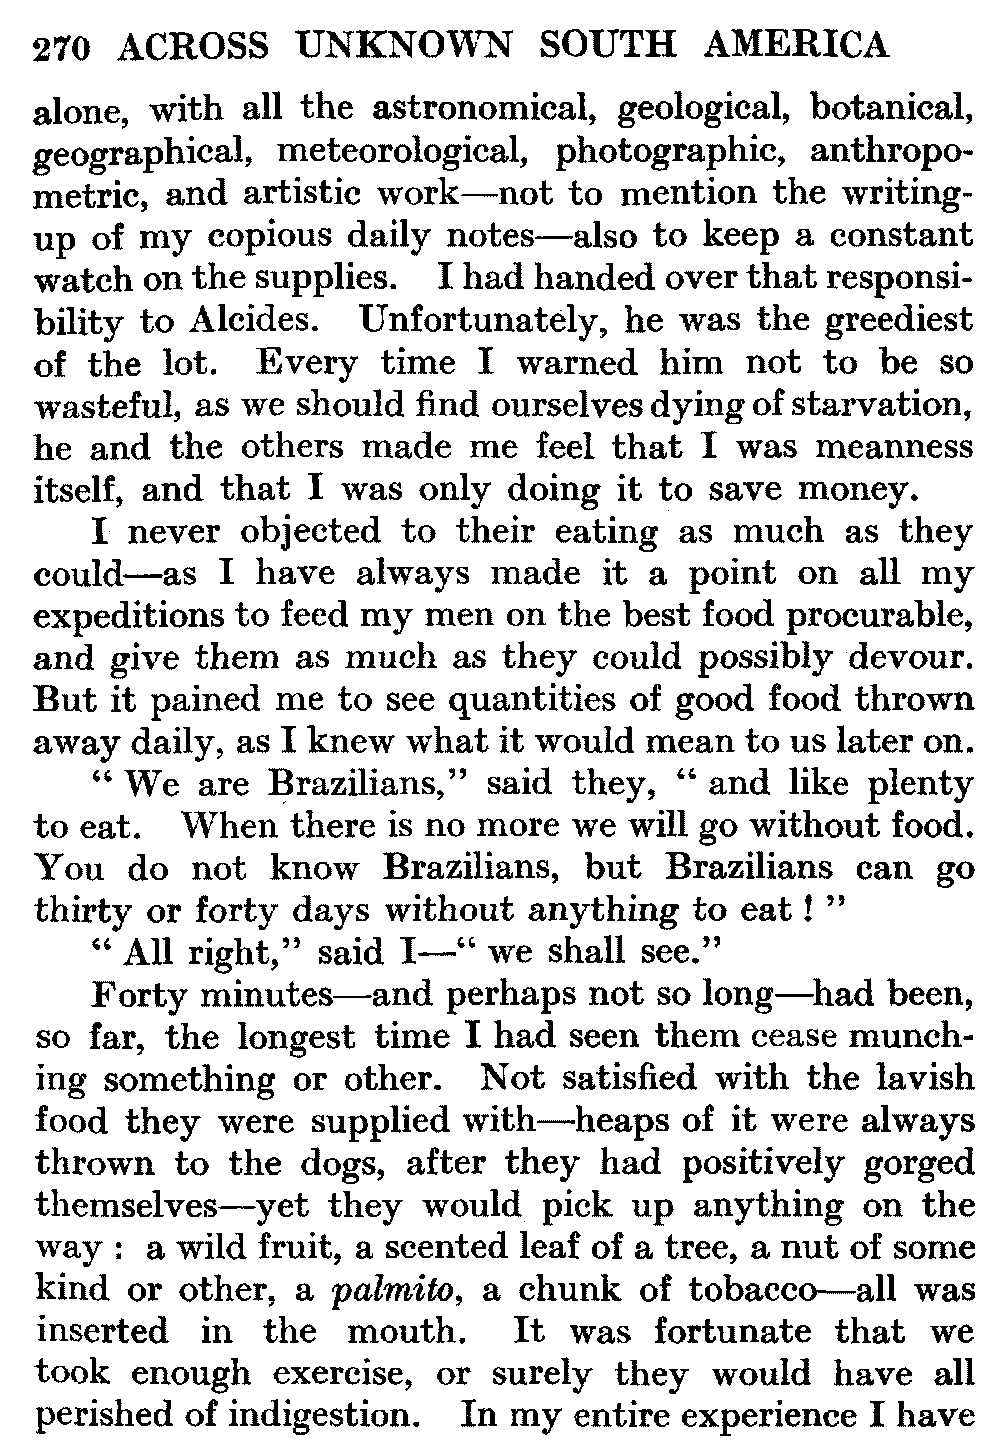 270 ACROSS UNKNOWN SOUTH AMERICA
alone, with all the astronomical, geological, botanical,
geographical, meteorological, photographic, anthropo-
metric, and artistic work—not to mention the writing-
up of my copious daily notes—also to keep a constant
watch on the supplies. I had handed over that responsi-
bility to Alcides. Unfortunately, he was the greediest
of the lot. Every time I warned him not to be so
wasteful, as we should find ourselves dying of starvation,
he and the others made me feel that I was meanness
itself, and that I was only doing it to save money.
I never objected to their eating as much as they
could—as I have always made it a point on all my
expeditions to feed my men on the best food procurable,
and give them as much as they could possibly devour.
But it pained me to see quantities of good food thrown
away daily, as I knew what it would mean to us later on.
“ We are Brazilians,” said they, “ and like plenty
to eat. When there is no more we will go without food.
You do not know Brazilians, but Brazilians can go
thirty or forty days without anything to eat ! ”
“ All right,” said I—“ we shall see.”
Forty minutes—and perhaps not so long—had been,
so far, the longest time I had seen them cease munch-
ing something or other. Not satisfied with the lavish
food they were supplied with—heaps of it were always
thrown to the dogs, after they had positively gorged
themselves—yet they would pick up anything on the
way : a wild fruit, a scented leaf of a tree, a nut of some
kind or other, a palmito, a chunk of tobacco—all was
inserted in the mouth. It was fortunate that we
took enough exercise, or surely they would have all
perished of indigestion. In my entire experience I have